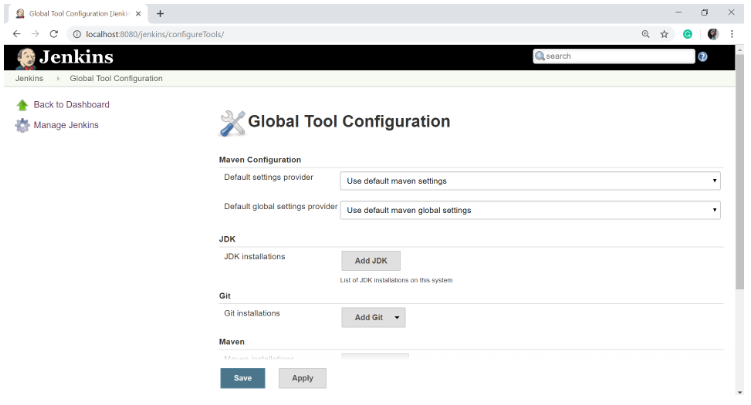 Global Tool Configuration [Jenki
localhost:8080/jenkins/configureTools/
Jenkins
search
Jenkins
Global Tool Configuration
Back to Dashboard
Manage Jenkins
Global Tool Configuration
Maven Configuration
Default settings provider
Use default maven settings
Default global settings provider
Use default maven global settings
JDK
JDK installations
Add JDK
List of JDK installations on this system
Git
Git installations
Add Git
Maven
Maven installations
Save
Apply